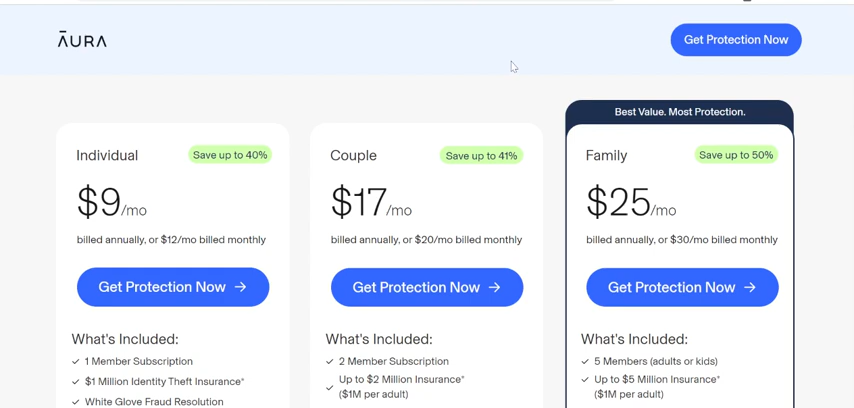 ĀURA
Get Protection Now
Best Value. Most Protection.
Individual
Save up to 40%
$9/mo
billed annually, or $12/mo billed monthly
Get Protection Now →
What's Included:
✓ 1 Member Subscription
✓ $1 Million Identity Theft Insurance*
✓ White Glove Fraud Resolution
Couple
Save up to 41%
$17/mo
billed annually, or $20/mo billed monthly
Get Protection Now →
What's Included:
✓ 2 Member Subscription
✓ Up to $2 Million Insurance*
($1M per adult)
Family
Save up to 50%
$25/mo
billed annually, or $30/mo billed monthly
Get Protection Now →
What's Included:
✓ 5 Members (adults or kids)
✓ Up to $5 Million Insurance*
($1M per adult)